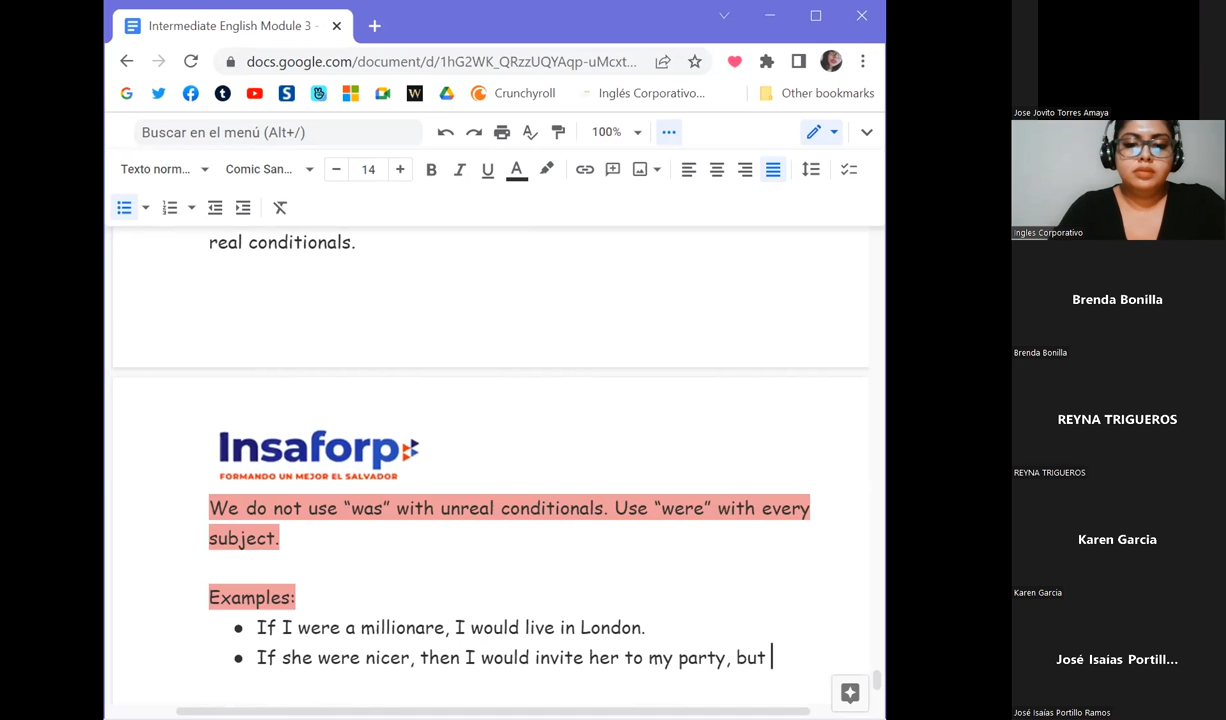 Intermediate English Module 3 -
docs.google.com/document/d/1hG2WK_QRzzUQYAqp-uMcxt...
Crunchyroll
Inglés Corporativo...
Other bookmarks
Buscar en el menú (Alt+/)
100%
Texto norm...
Comic San...
14
real conditionals.
Insaforp
FORMANDO UN MEJOR EL SALVADOR
We do not use “was” with unreal conditionals. Use “were” with every
subject.
Examples:
● If I were a millionare, I would live in London.
● If she were nicer, then I would invite her to my party, but
Jose Jovito Torres Amaya
Ingles Corporativo
Brenda Bonilla
Brenda Bonilla
REYNA TRIGUEROS
REYNA TRIGUEROS
Karen García
Karen García
José Isaías Portill...
José Isaías Portillo Ramos